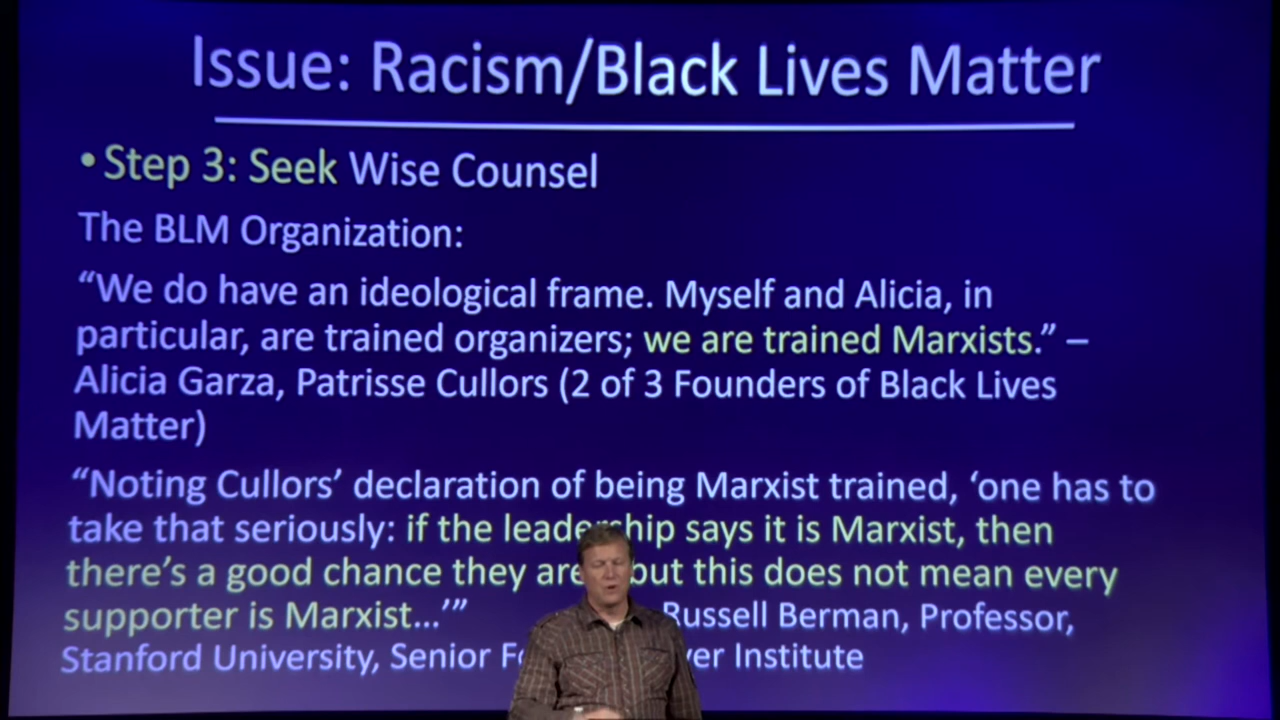 Issue: Racism/Black Lives Matter
• Step 3: Seek Wise Counsel
The BLM Organization:
“We do have an ideological frame. Myself and Alicia, in
particular, are trained organizers; we are trained Marxists.” –
Alicia Garza, Patrisse Cullors (2 of 3 Founders of Black Lives
Matter)
“Noting Cullors’ declaration of being Marxist trained, ‘one has to
take that seriously: if the leadership says it is Marxist, then
there’s a good chance they are but this does not mean every
supporter is Marxist...’” Russell Berman, Professor,
Stanford University, Senior Institute